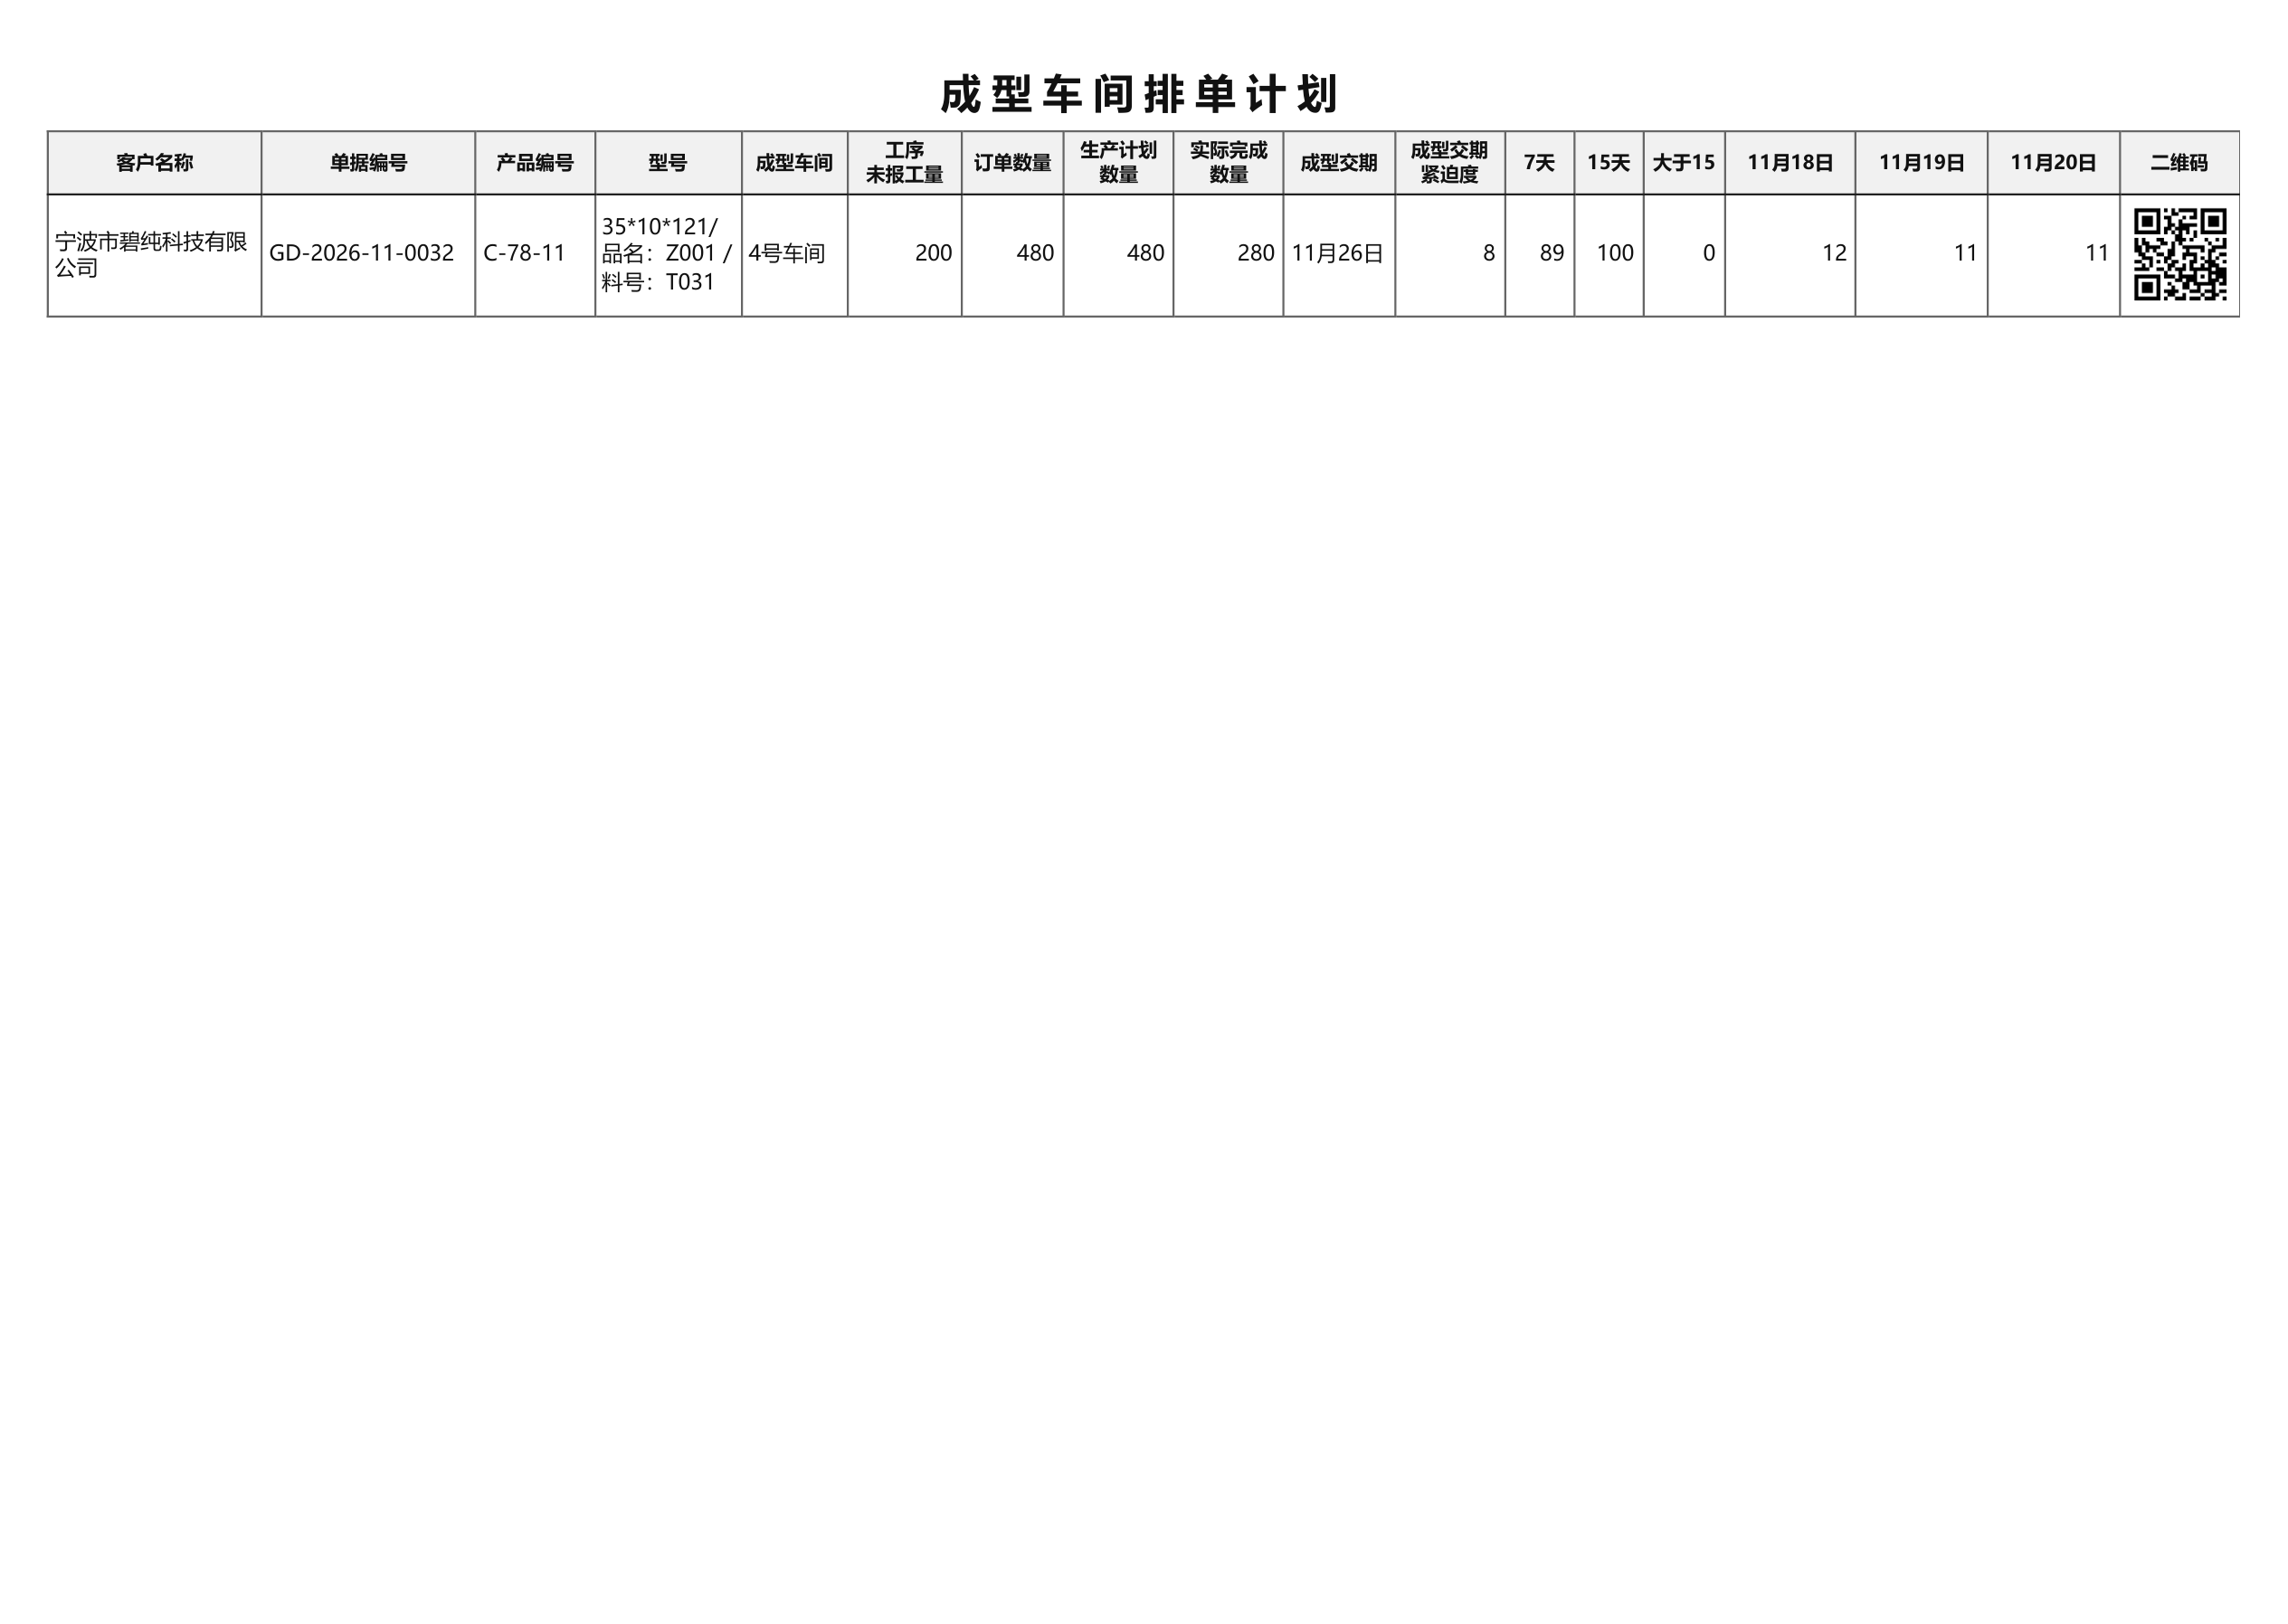 成型车间排单计划
客户名称 单据编号 产品编号 型号 成型车间 工序未报工量 订单数量 生产计划数量 实际完成数量 成型交期 成型交期紧迫度 7天 15天 大于15 11月18日 11月19日 11月20日 二维码
宁波市碧纯科技有限公司 GD-2026-11-0032 C-78-11 35*10*121/品名：Z001 /料号：T031 4号车间 200 480 480 280 11月26日 8 89 100 0 12 11 11